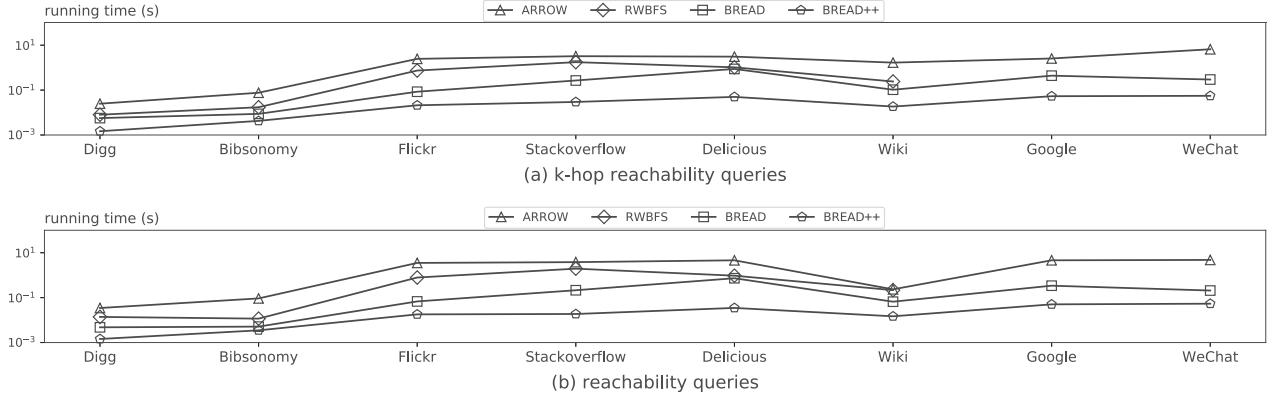 running time (s)
ARROW RWBFS BREAD BREAD++
10^1
10^−1
10^−3
Digg Bibsonomy Flickr Stackoverflow Delicious Wiki Google WeChat
(a) k-hop reachability queries
running time (s)
ARROW RWBFS BREAD BREAD++
10^1
10^−1
10^−3
Digg Bibsonomy Flickr Stackoverflow Delicious Wiki Google WeChat
(b) reachability queries